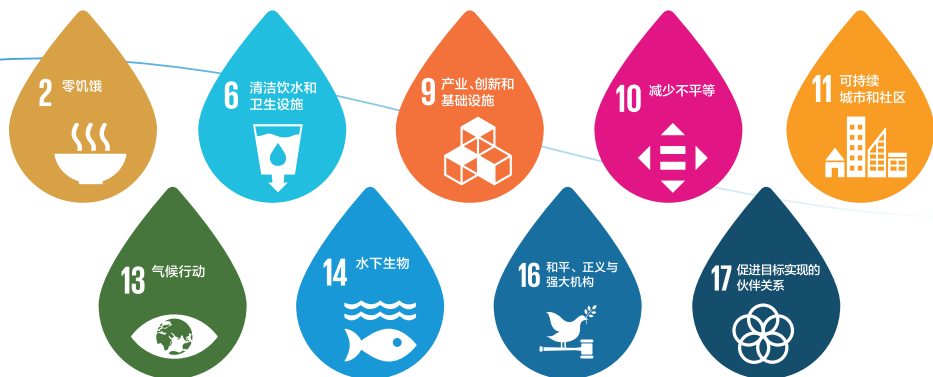 2 零饥饿
6 清洁饮水和
卫生设施
9 产业、创新和
基础设施
10 减少不平等
11 可持续
城市和社区
13 气候行动
14 水下生物
16 和平、正义与
强大机构
17 促进目标实现的
伙伴关系